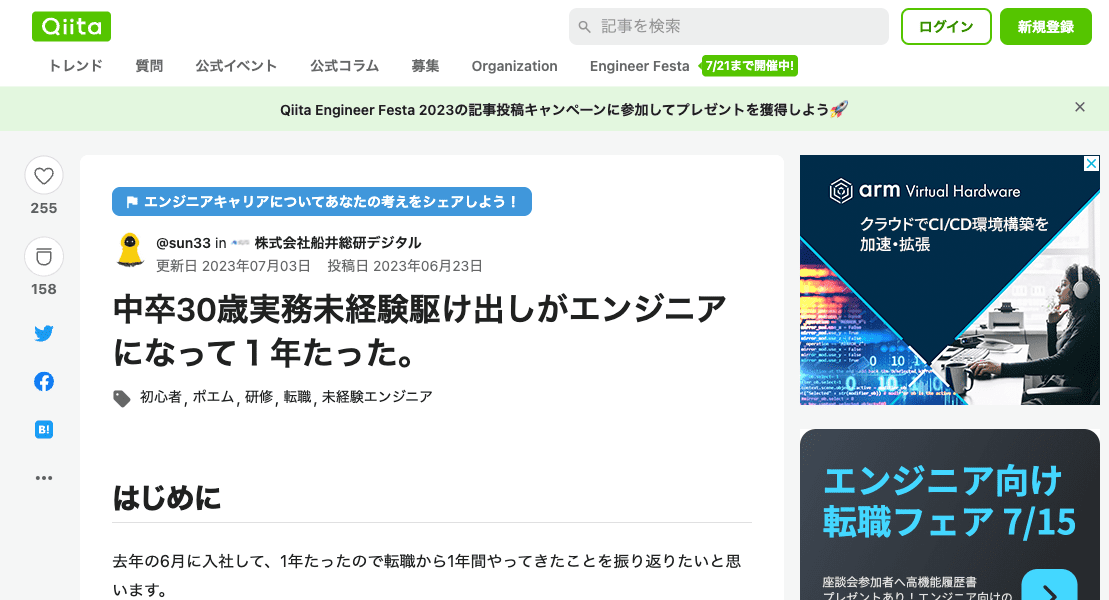 Qiita
記事を検索
ログイン
新規登録
トレンド 質問 公式イベント 公式コラム 募集 Organization Engineer Festa 7/21まで開催中!
Qiita Engineer Festa 2023の記事投稿キャンペーンに参加してプレゼントを獲得しよう🚀
255
158
B!
エンジニアキャリアについてあなたの考えをシェアしよう！
@sun33 in 株式会社船井総研デジタル
更新日 2023年07月03日 投稿日 2023年06月23日
中卒30歳実務未経験駆け出しがエンジニア
になって１年たった。
初心者, ポエム, 研修, 転職, 未経験エンジニア
はじめに
去年の6月に入社して、1年たったので転職から1年間やってきたことを振り返りたいと思
います。
arm Virtual Hardware
クラウドでCI/CD環境構築を
加速・拡張
エンジニア向け
転職フェア 7/15
座談会参加者へ高機能履歴書
プレゼントあり！エンジニア向けの